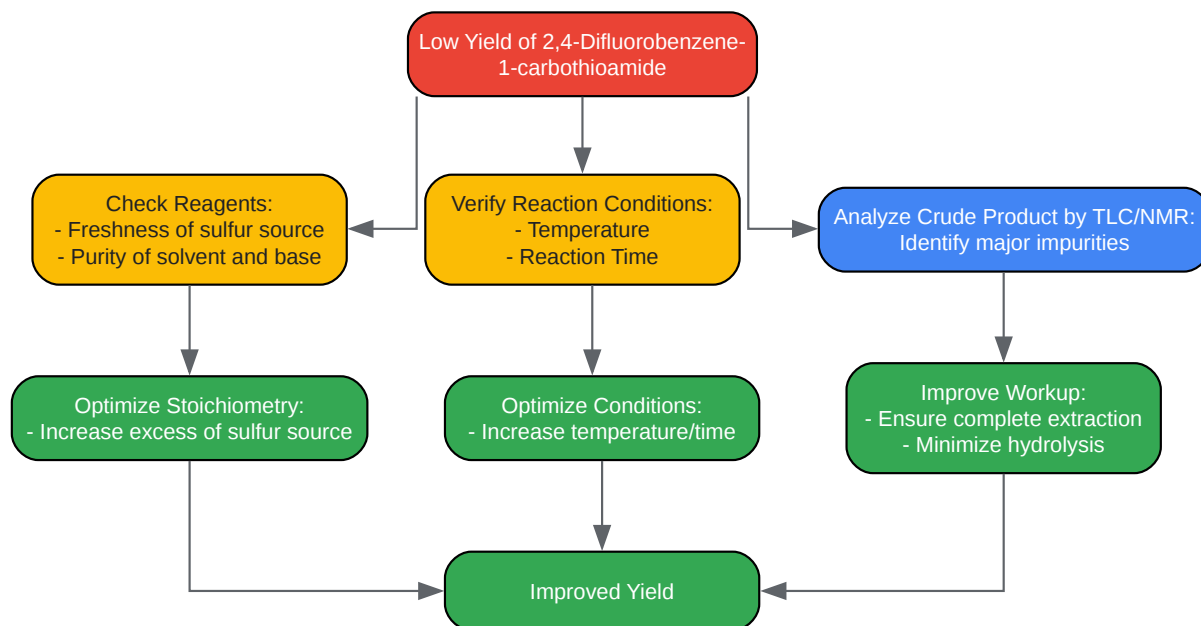 Low Yield of 2,4-Difluorobenzene-
1-carbothioamide
Check Reagents:
- Freshness of sulfur source
- Purity of solvent and base
Verify Reaction Conditions:
- Temperature
- Reaction Time
Analyze Crude Product by TLC/NMR:
Identify major impurities
Optimize Stoichiometry:
- Increase excess of sulfur source
Optimize Conditions:
- Increase temperature/time
Improve Workup:
- Ensure complete extraction
- Minimize hydrolysis
Improved Yield